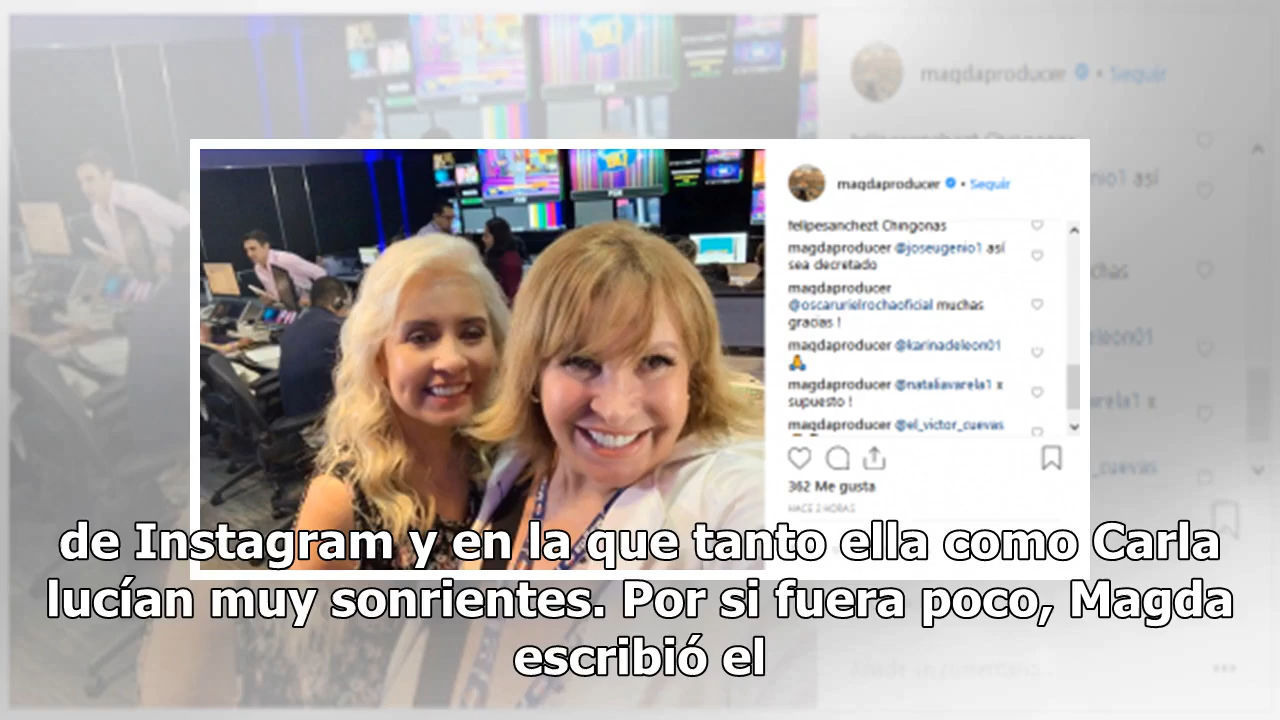 magdaproducer • Seguir
felipesanchezt Chingonas
magdaproducer @joseugenio1 así
sea decretado
magdaproducer
@oscarurielrochaoficial muchas
gracias !
magdaproducer @karinadeleon01
magdaproducer @nataliavarela1 x
supuesto !
magdaproducer @el_victor_cuevas
362 Me gusta
HACE 2 HORAS
de Instagram y en la que tanto ella como Carla
lucían muy sonrientes. Por si fuera poco, Magda
escribió el